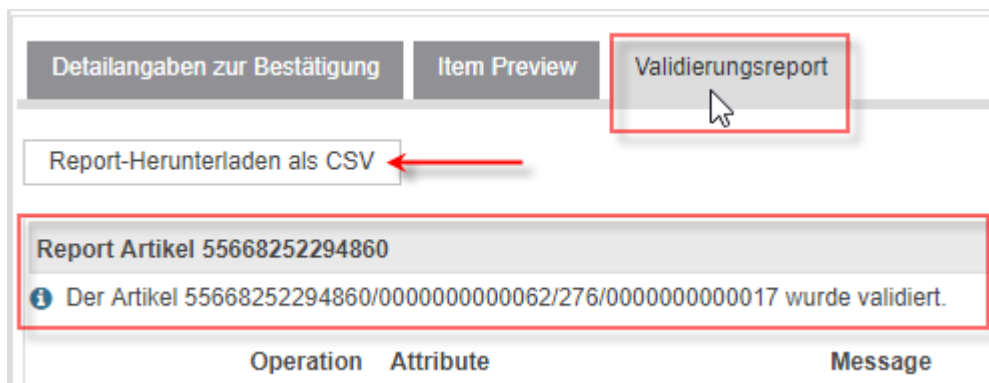 Detailangaben zur Bestätigung Item Preview Validierungsreport
Report-Herunterladen als CSV
Report Artikel 55668252294860
Der Artikel 55668252294860/0000000000062/276/0000000000017 wurde validiert.
Operation Attribute Message